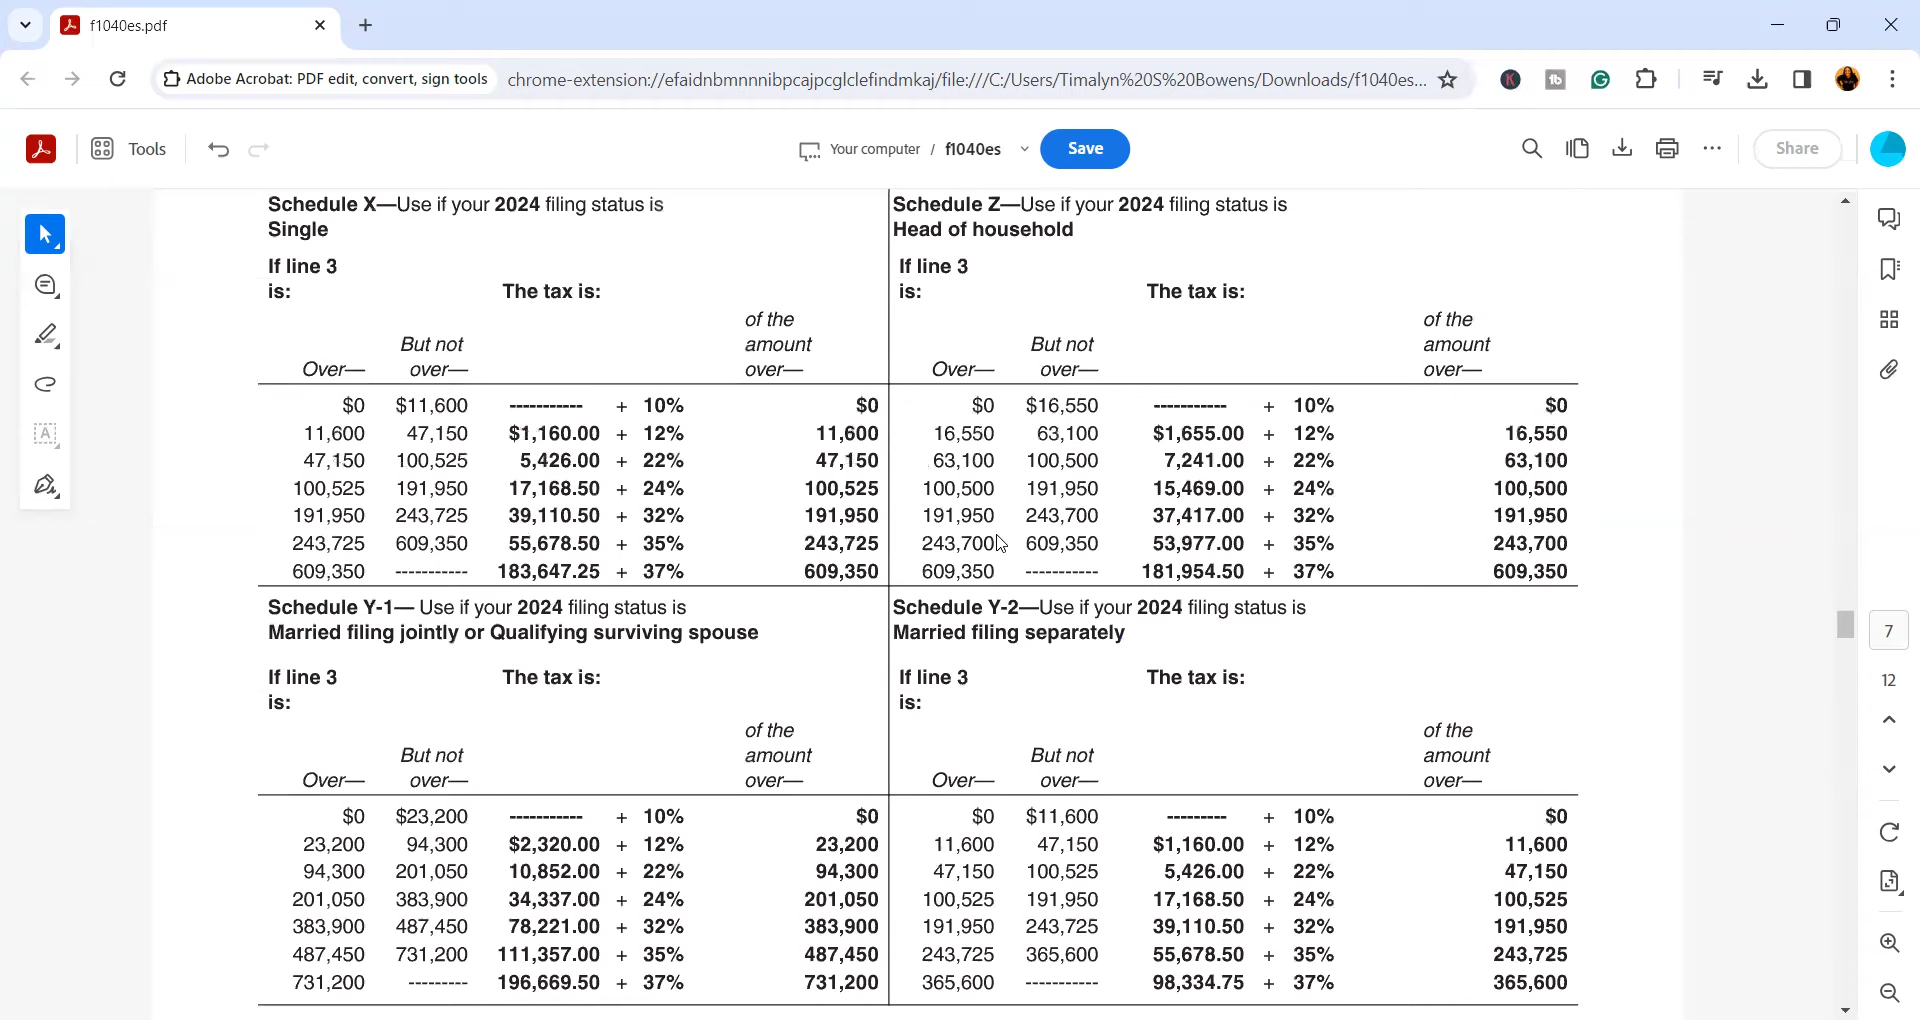 f1040es.pdf
Adobe Acrobat: PDF edit, convert, sign tools chrome-extension://efaidnbmnnnibpcajpcglclefindmkaj/file:///C:/Users/Timalyn%20S%20Bowens/Downloads/f1040es...
Tools Your computer / f1040es Save Share
Schedule X—Use if your 2024 filing status is
Single
If line 3
is: The tax is:
of the
But not amount
Over— over— over—
$0 $11,600 ----------- + 10% $0
11,600 47,150 $1,160.00 + 12% 11,600
47,150 100,525 5,426.00 + 22% 47,150
100,525 191,950 17,168.50 + 24% 100,525
191,950 243,725 39,110.50 + 32% 191,950
243,725 609,350 55,678.50 + 35% 243,725
609,350 ----------- 183,647.25 + 37% 609,350
Schedule Z—Use if your 2024 filing status is
Head of household
If line 3
is: The tax is:
of the
But not amount
Over— over— over—
$0 $16,550 ----------- + 10% $0
16,550 63,100 $1,655.00 + 12% 16,550
63,100 100,500 7,241.00 + 22% 63,100
100,500 191,950 15,469.00 + 24% 100,500
191,950 243,700 37,417.00 + 32% 191,950
243,700 609,350 53,977.00 + 35% 243,700
609,350 ----------- 181,954.50 + 37% 609,350
Schedule Y-1— Use if your 2024 filing status is
Married filing jointly or Qualifying surviving spouse
If line 3 The tax is:
is:
of the
But not amount
Over— over— over—
$0 $23,200 ----------- + 10% $0
23,200 94,300 $2,320.00 + 12% 23,200
94,300 201,050 10,852.00 + 22% 94,300
201,050 383,900 34,337.00 + 24% 201,050
383,900 487,450 78,221.00 + 32% 383,900
487,450 731,200 111,357.00 + 35% 487,450
731,200 --------- 196,669.50 + 37% 731,200
Schedule Y-2—Use if your 2024 filing status is
Married filing separately
If line 3 The tax is:
is:
of the
But not amount
Over— over— over—
$0 $11,600 --------- + 10% $0
11,600 47,150 $1,160.00 + 12% 11,600
47,150 100,525 5,426.00 + 22% 47,150
100,525 191,950 17,168.50 + 24% 100,525
191,950 243,725 39,110.50 + 32% 191,950
243,725 365,600 55,678.50 + 35% 243,725
365,600 ----------- 98,334.75 + 37% 365,600
7
12